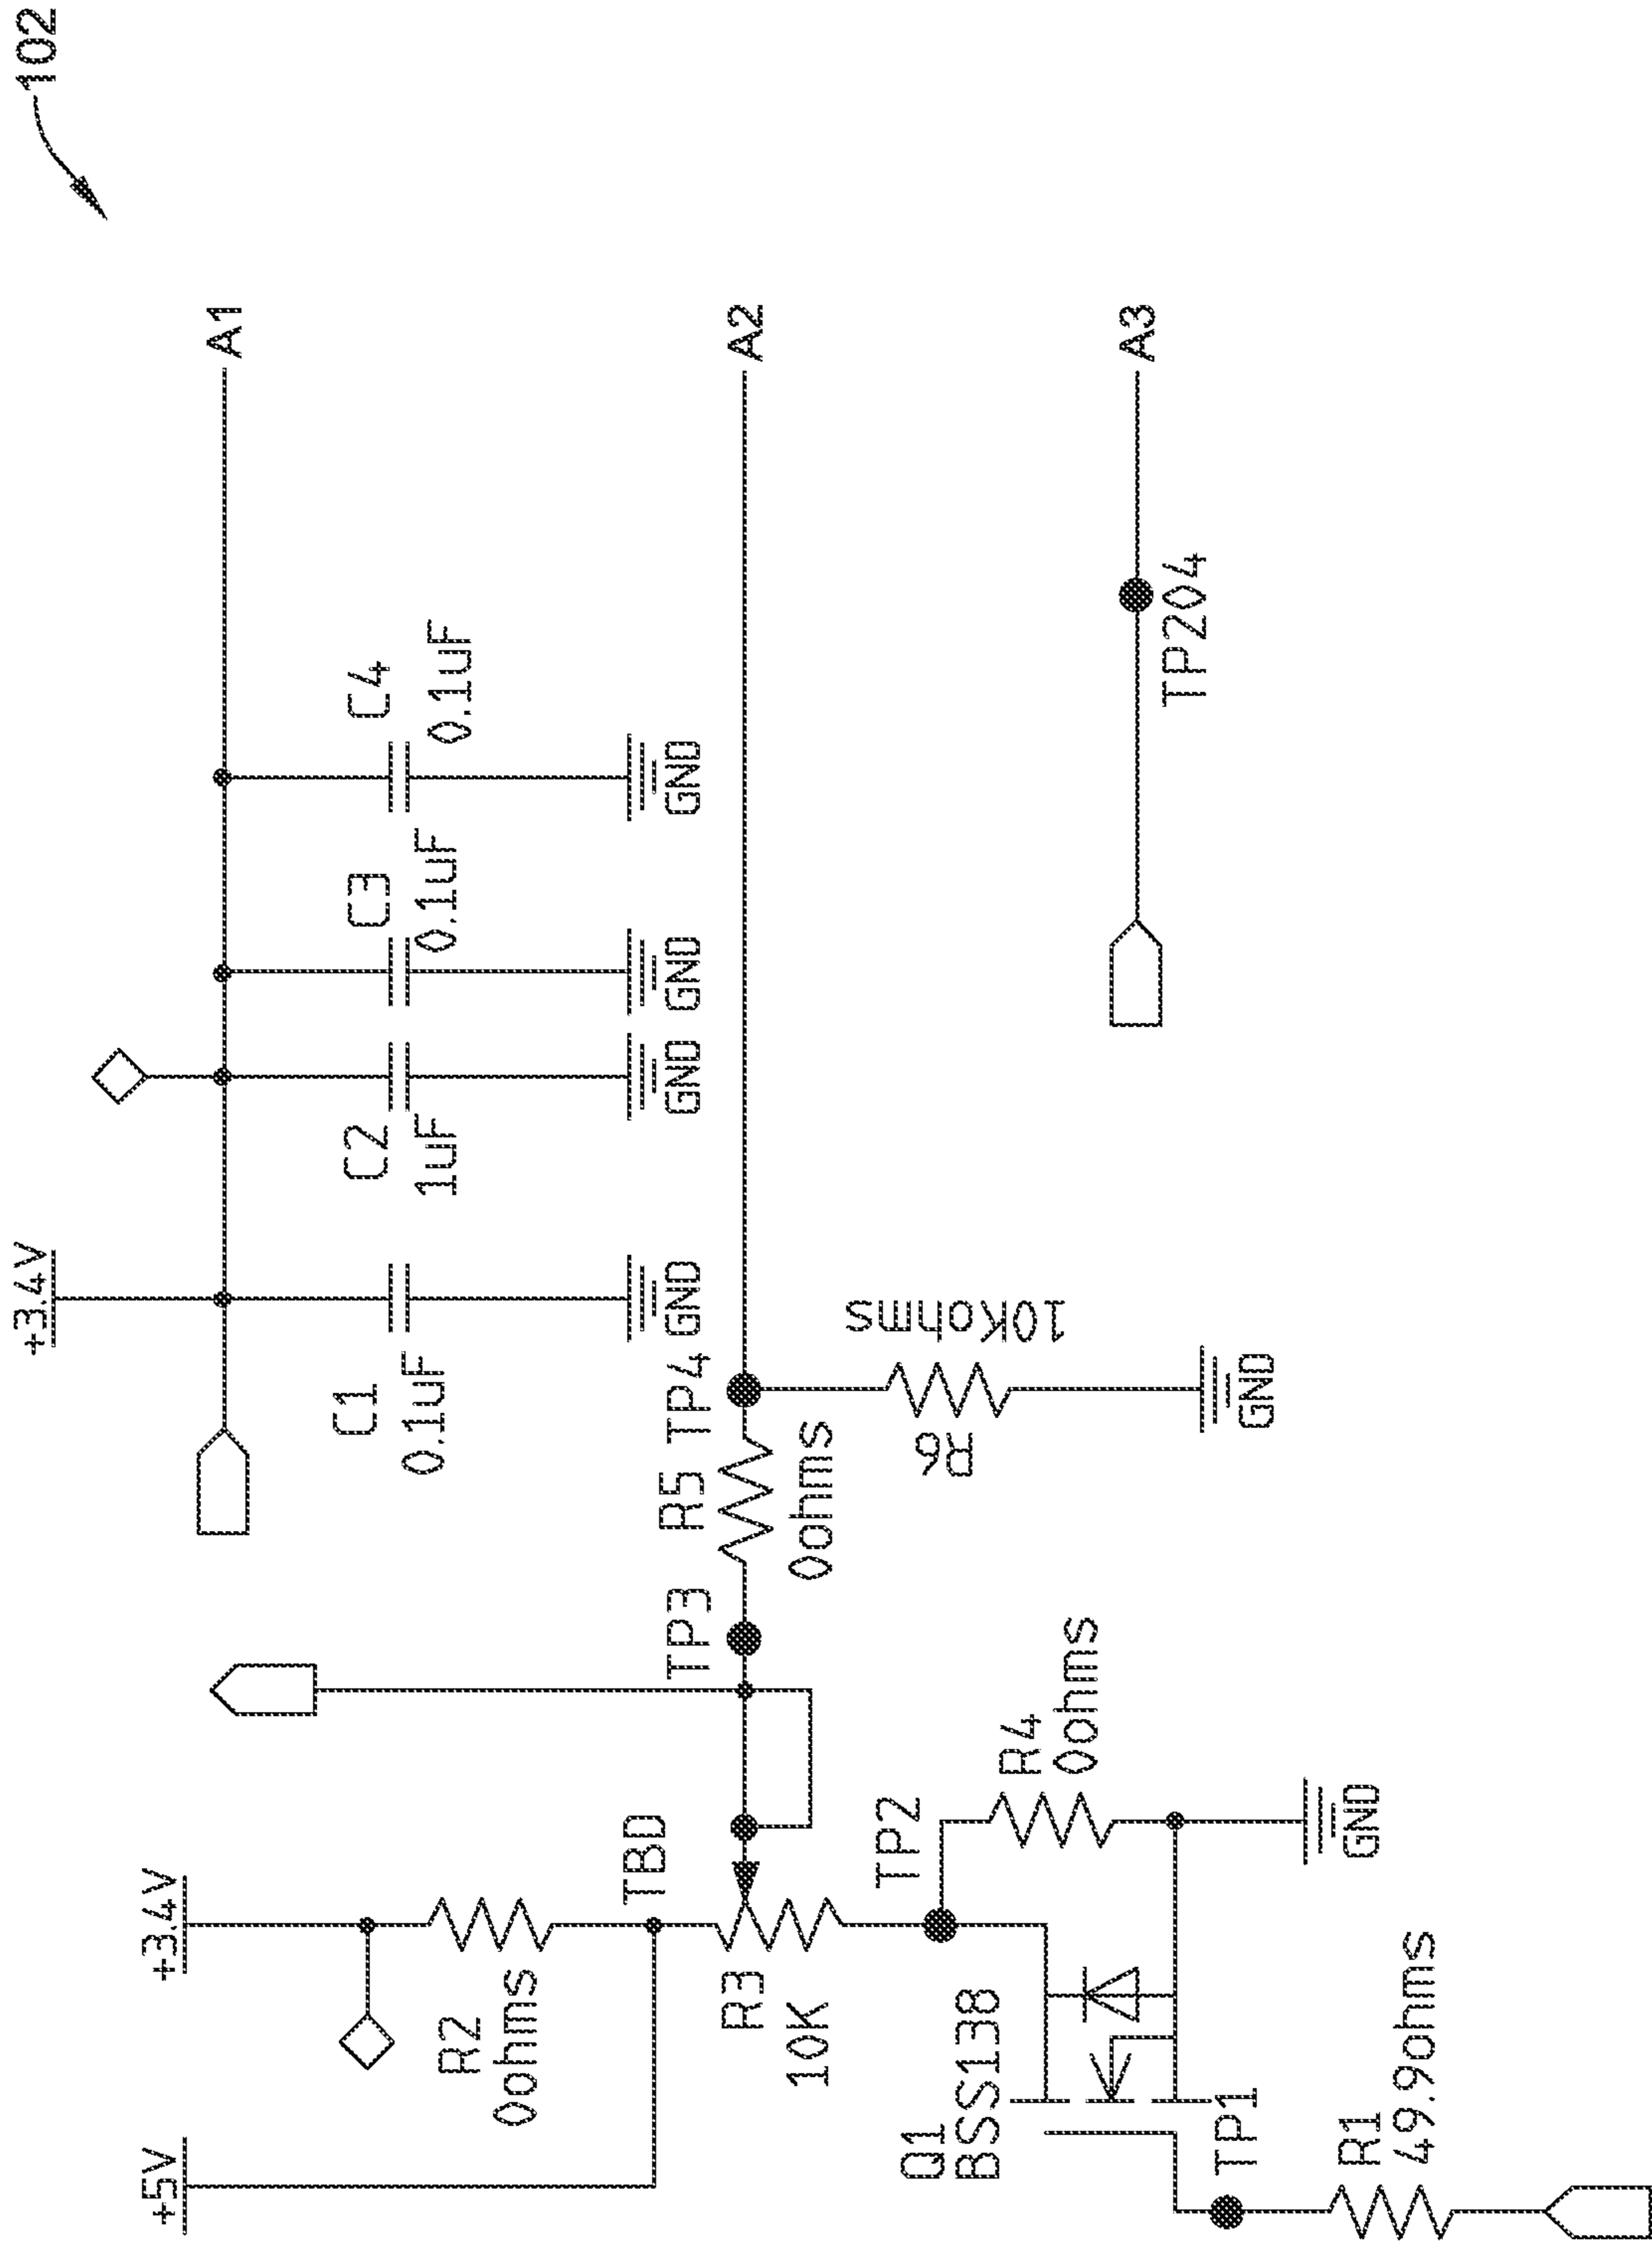 102
+3.4V
A1
C1
0.1uF
C2
1uF
C3
0.1uF
C4
0.1uF
GND
GND
GND
GND
+5V
+3.4V
R2
0ohms
TBD
R3
10K
TP3
R5
0ohms
TP4
A2
R6
10Kohms
GND
Q1
BSS138
TP2
R4
0ohms
GND
TP1
R1
49.9ohms
TP204
A3